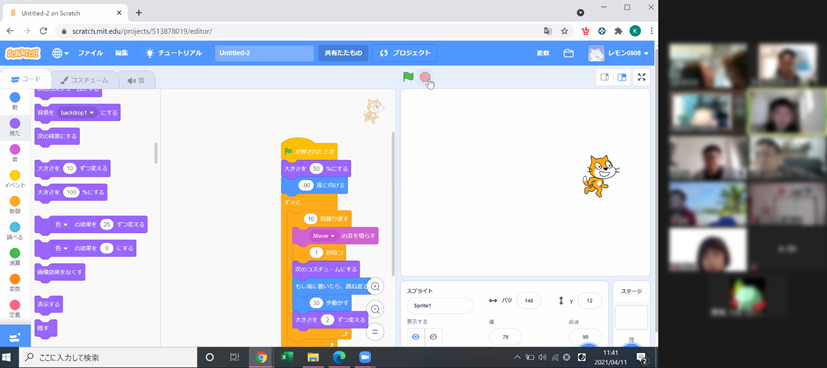 Untitled-2 on Scratch
scratch.mit.edu/projects/513878019/editor/
SCRATCH
ファイル
編集
チュートリアル
Untitled-2
共有たたもの
プロジェクト
レモン0908
コード
コスチューム
音
背景を backdrop1 にする
次の背景にする
見た
大きさを 10 ずつ変える
音
大きさを 100 %にする
イベント
制御
色 の効果を 25 ずつ変える
調べる
色 の効果を 0 にする
演算
画像効果をなくす
変数
表示する
定義
隠す
が押されたとき
大きさを 50 %にする
-90 度に向ける
ずっと
10 回繰り返す
Meow の音を鳴らす
1 秒待つ
次のコスチュームにする
もし端に着いたら、跳ね返る
30 歩動かす
大きさを 2 ずつ変える
スプライト
ステージ
Sprite1
146
y
12
表示する
78
向き
90
ここに入力して検索
11:41
2021/04/11
2